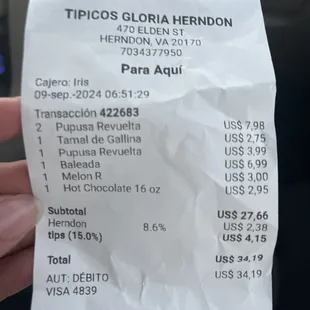 TIPICOS GLORIA HERNDON
470 ELDEN ST
HERNDON, VA 20170
7034377950
Para Aquí
Cajero: Iris
09-sep.-2024 06:51:29
Transacción 422683
2 Pupusa Revuelta US$ 7,98
1 Tamal de Gallina US$ 2,75
1 Pupusa Revuelta US$ 3,99
1 Baleada US$ 6,99
1 Melon R US$ 3,00
1 Hot Chocolate 16 oz US$ 2,95
Subtotal US$ 27,66
Herndon 8.6% US$ 2,38
tips (15.0%) US$ 4,15
Total US$ 34,19
AUT: DÉBITO US$ 34,19
VISA 4839